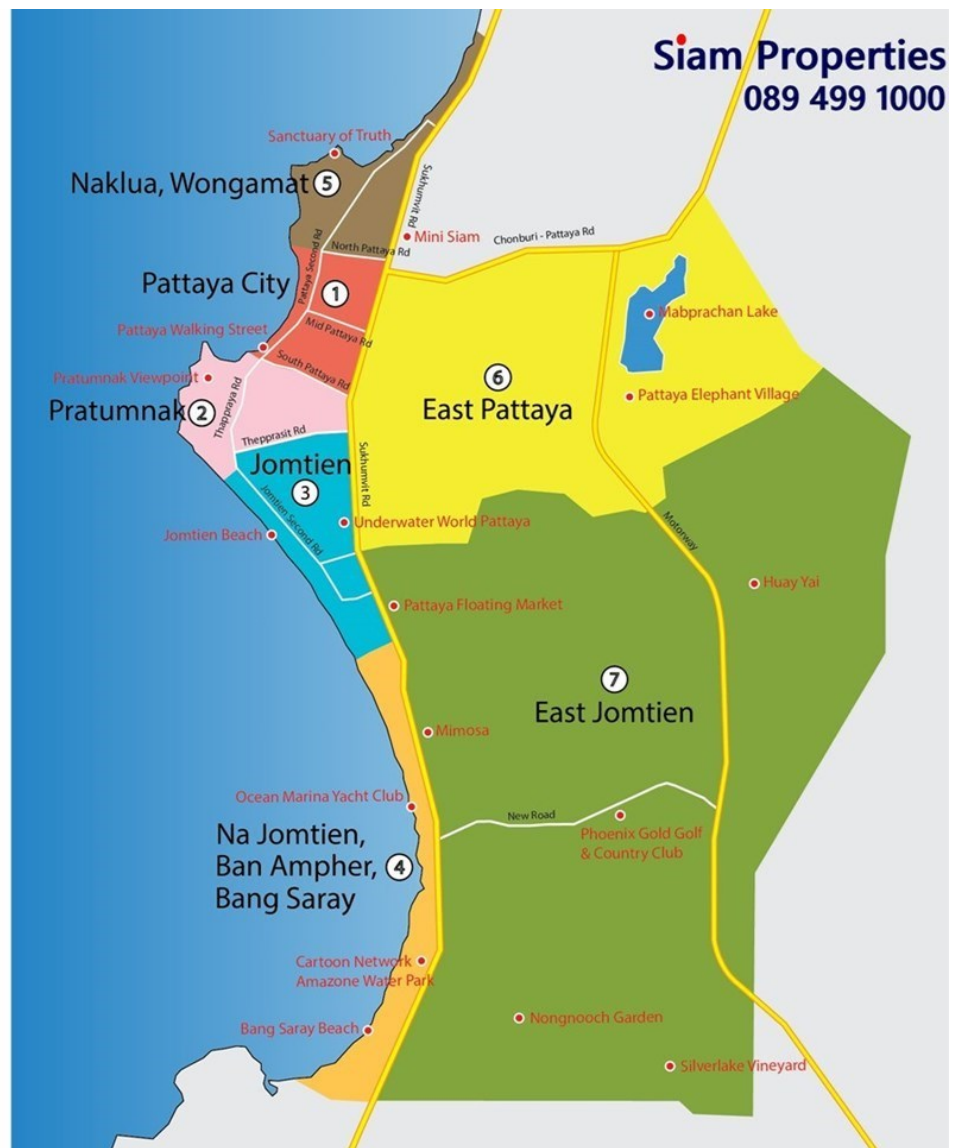 Siam Properties
089 499 1000
Sanctuary of Truth
Naklua, Wongamat 5
Sukhumvit Rd
Mini Siam
Chonburi - Pattaya Rd
North Pattaya Rd
Pattaya Second Rd
Pattaya City
1
Mabprachan Lake
Mid Pattaya Rd
Pattaya Walking Street
South Pattaya Rd
Pratumnak Viewpoint
6
East Pattaya
Pattaya Elephant Village
Pratumnak 2
Thappraya Rd
Thepprasit Rd
Jomtien
3
Sukhumvit Rd
Jomtien Second Rd
Underwater World Pattaya
Jomtien Beach
Motorway
Huay Yai
Pattaya Floating Market
7
East Jomtien
Mimosa
Ocean Marina Yacht Club
New Road
Phoenix Gold Golf
& Country Club
Na Jomtien,
Ban Ampher, 4
Bang Saray
Cartoon Network
Amazone Water Park
Nongnooch Garden
Bang Saray Beach
Silverlake Vineyard